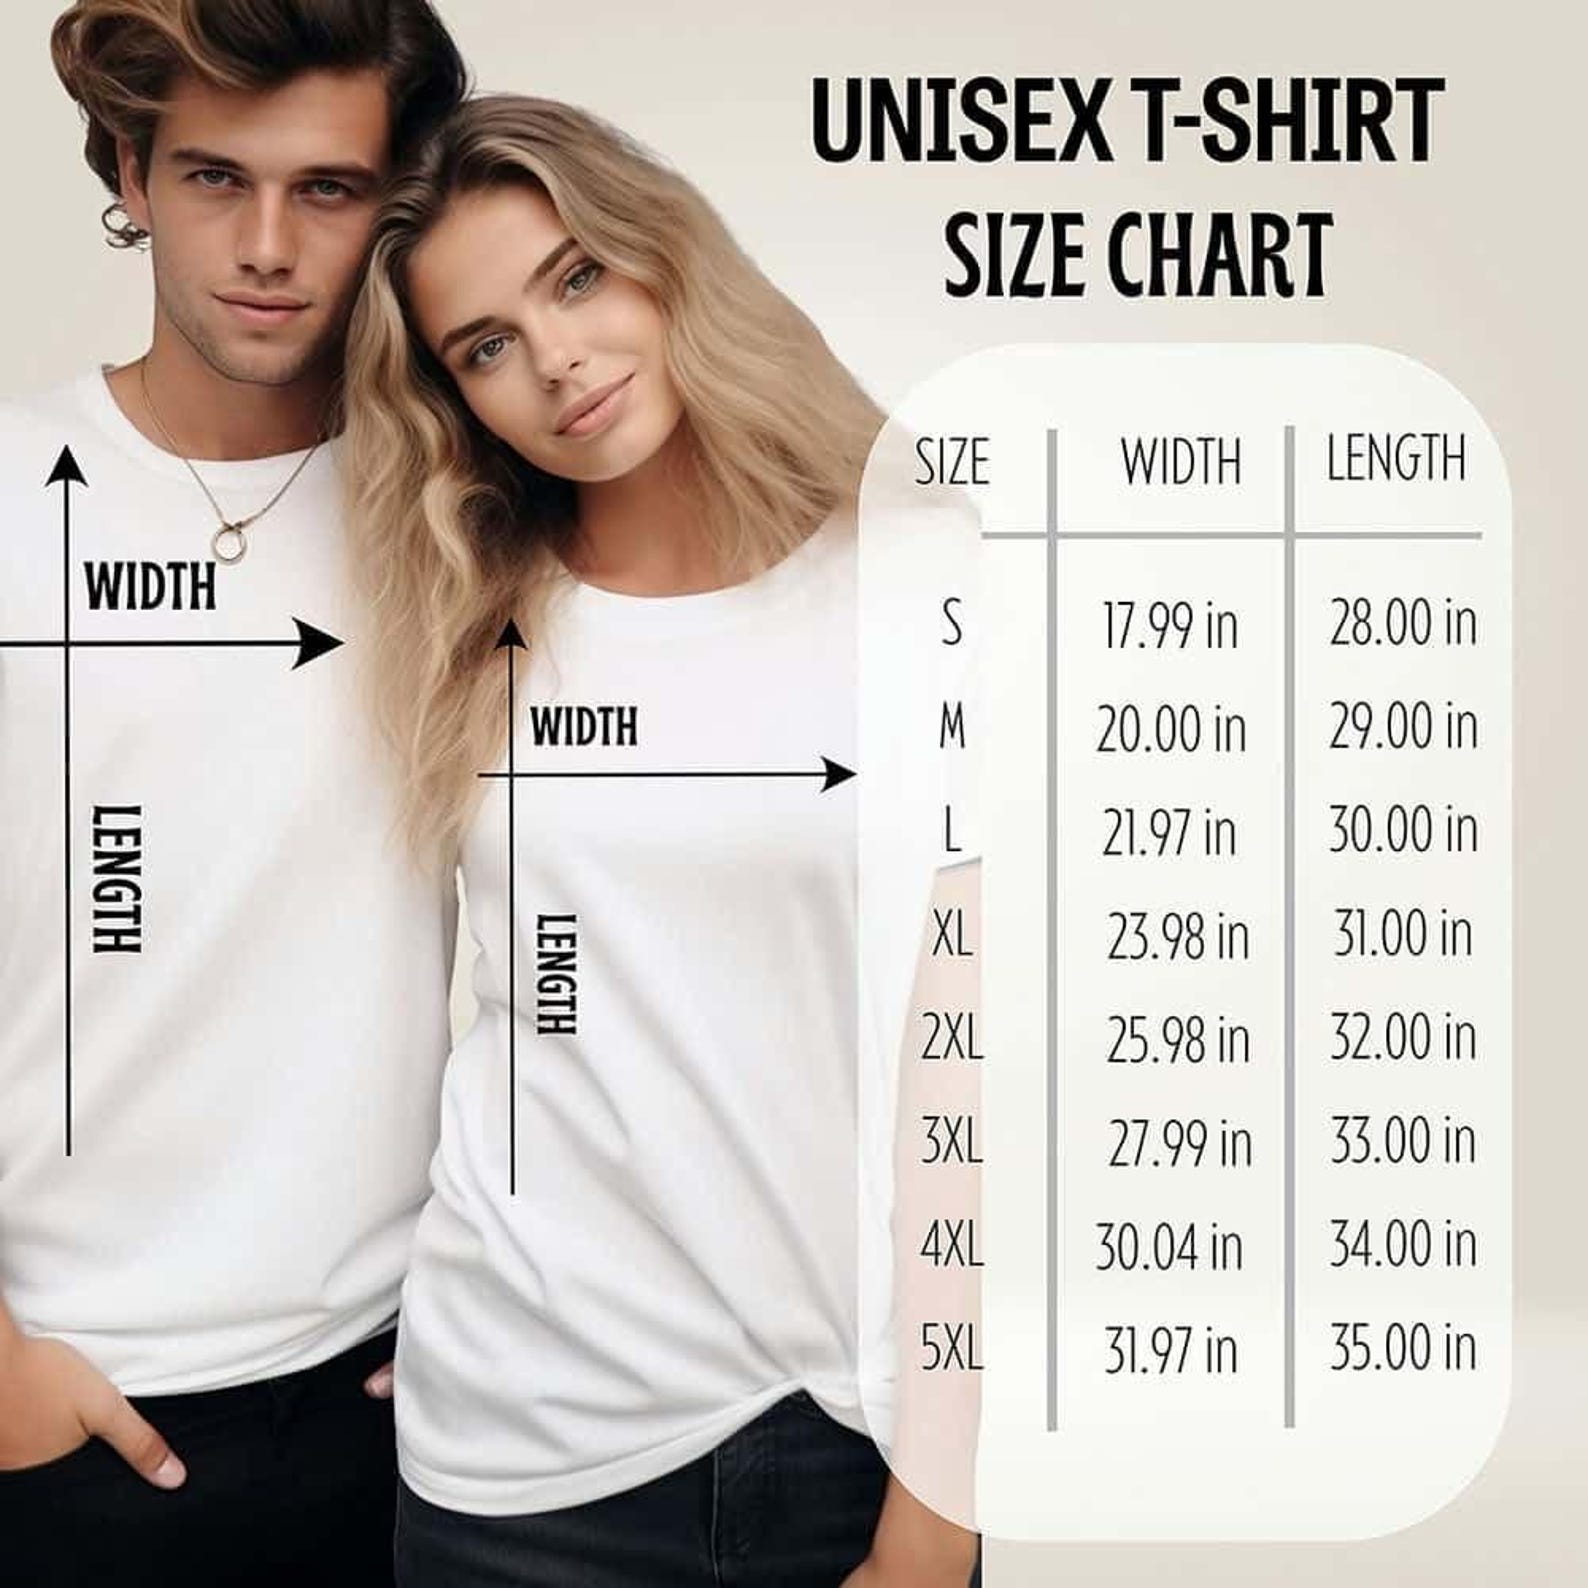 UNISEX T-SHIRT
SIZE CHART
SIZE WIDTH LENGTH
S 17.99 in 28.00 in
M 20.00 in 29.00 in
L 21.97 in 30.00 in
XL 23.98 in 31.00 in
2XL 25.98 in 32.00 in
3XL 27.99 in 33.00 in
4XL 30.04 in 34.00 in
5XL 31.97 in 35.00 in
WIDTH
LENGTH
WIDTH
LENGTH